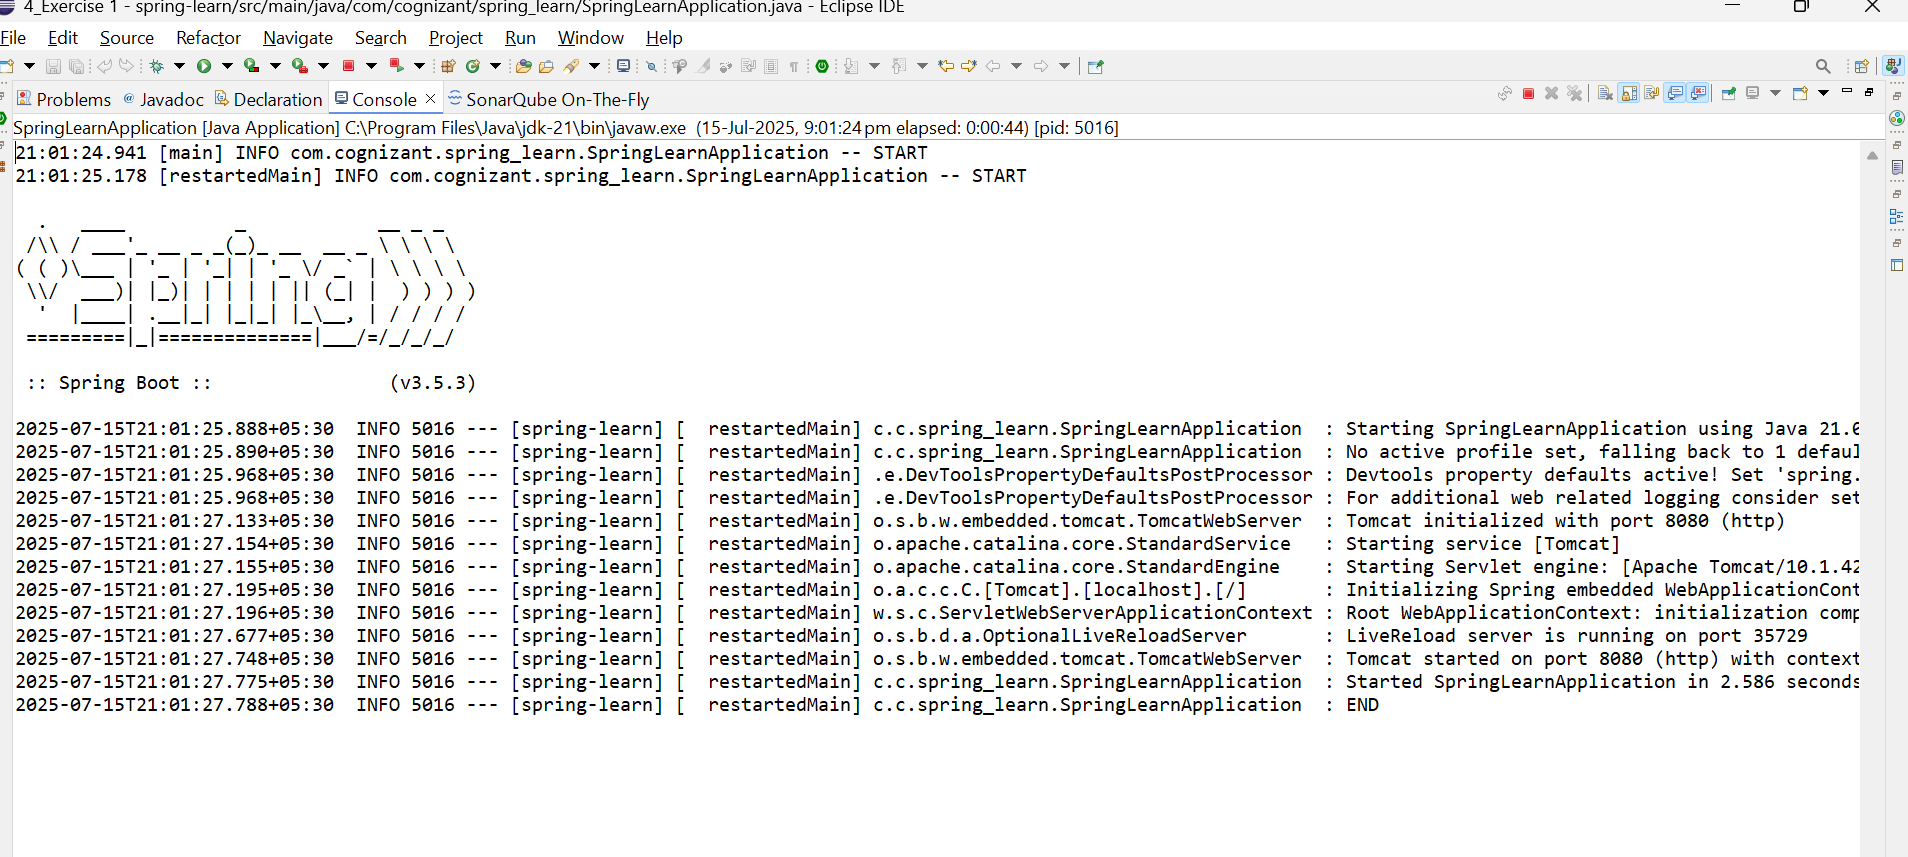 4_Exercise 1 - spring-learn/src/main/java/com/cognizant/spring_learn/SpringLearnApplication.java - Eclipse IDE
File Edit Source Refactor Navigate Search Project Run Window Help
Problems Javadoc Declaration Console SonarQube On-The-Fly
SpringLearnApplication [Java Application] C:\Program Files\Java\jdk-21\bin\javaw.exe (15-Jul-2025, 9:01:24 pm elapsed: 0:00:44) [pid: 5016]
21:01:24.941 [main] INFO com.cognizant.spring_learn.SpringLearnApplication -- START
21:01:25.178 [restartedMain] INFO com.cognizant.spring_learn.SpringLearnApplication -- START
  .   ____          _            __ _ _
 /\\ / ___'_ __ _ _(_)_ __  __ _ \ \ \ \
( ( )\___ | '_ | '_| | '_ \/ _` | \ \ \ \
 \\/  ___)| |_)| | | | | || (_| |  ) ) ) )
  '  |____| .__|_| |_|_| |_\__, | / / / /
 =========|_|==============|___/=/_/_/_/
 :: Spring Boot ::                (v3.5.3)
2025-07-15T21:01:25.888+05:30  INFO 5016 --- [spring-learn] [  restartedMain] c.c.spring_learn.SpringLearnApplication  : Starting SpringLearnApplication using Java 21.0
2025-07-15T21:01:25.890+05:30  INFO 5016 --- [spring-learn] [  restartedMain] c.c.spring_learn.SpringLearnApplication  : No active profile set, falling back to 1 defaul
2025-07-15T21:01:25.968+05:30  INFO 5016 --- [spring-learn] [  restartedMain] .e.DevToolsPropertyDefaultsPostProcessor : Devtools property defaults active! Set 'spring.
2025-07-15T21:01:25.968+05:30  INFO 5016 --- [spring-learn] [  restartedMain] .e.DevToolsPropertyDefaultsPostProcessor : For additional web related logging consider set
2025-07-15T21:01:27.133+05:30  INFO 5016 --- [spring-learn] [  restartedMain] o.s.b.w.embedded.tomcat.TomcatWebServer  : Tomcat initialized with port 8080 (http)
2025-07-15T21:01:27.154+05:30  INFO 5016 --- [spring-learn] [  restartedMain] o.apache.catalina.core.StandardService   : Starting service [Tomcat]
2025-07-15T21:01:27.155+05:30  INFO 5016 --- [spring-learn] [  restartedMain] o.apache.catalina.core.StandardEngine    : Starting Servlet engine: [Apache Tomcat/10.1.42
2025-07-15T21:01:27.195+05:30  INFO 5016 --- [spring-learn] [  restartedMain] o.a.c.c.C.[Tomcat].[localhost].[/]       : Initializing Spring embedded WebApplicationCont
2025-07-15T21:01:27.196+05:30  INFO 5016 --- [spring-learn] [  restartedMain] w.s.c.ServletWebServerApplicationContext : Root WebApplicationContext: initialization comp
2025-07-15T21:01:27.677+05:30  INFO 5016 --- [spring-learn] [  restartedMain] o.s.b.d.a.OptionalLiveReloadServer       : LiveReload server is running on port 35729
2025-07-15T21:01:27.748+05:30  INFO 5016 --- [spring-learn] [  restartedMain] o.s.b.w.embedded.tomcat.TomcatWebServer  : Tomcat started on port 8080 (http) with context
2025-07-15T21:01:27.775+05:30  INFO 5016 --- [spring-learn] [  restartedMain] c.c.spring_learn.SpringLearnApplication  : Started SpringLearnApplication in 2.586 seconds
2025-07-15T21:01:27.788+05:30  INFO 5016 --- [spring-learn] [  restartedMain] c.c.spring_learn.SpringLearnApplication  : END